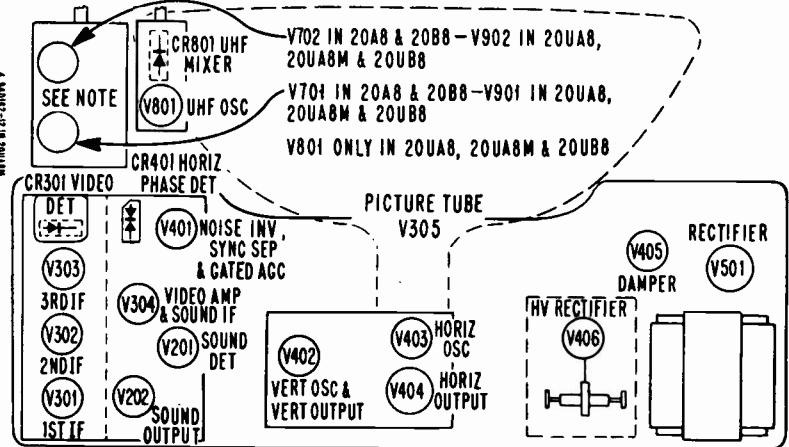 CR801 UHF
MIXER
V801 UHF OSC
SEE NOTE
V702 IN 20A8 & 20B8-V902 IN 20UA8,
20UA8M & 20UB8
V701 IN 20A8 & 20B8-V901 IN 20UA8,
20UA8M & 20UB8
V801 ONLY IN 20UA8, 20UA8M & 20UB8
CR401 HORIZ
PHASE DET
CR301 VIDEO
DET
V401 NOISE INV,
SYNC SEP
& GATED AGC
V303
3RD IF
V304 VIDEO AMP
& SOUND IF
V302
2ND IF
V201 SOUND
DET
V301
1ST IF
V202
SOUND
OUTPUT
PICTURE TUBE
V305
V402
VERT OSC &
VERT OUTPUT
V403 HORIZ
OSC
V404 HORIZ
OUTPUT
V405
DAMPER
RECTIFIER
V501
HV RECTIFIER
V406